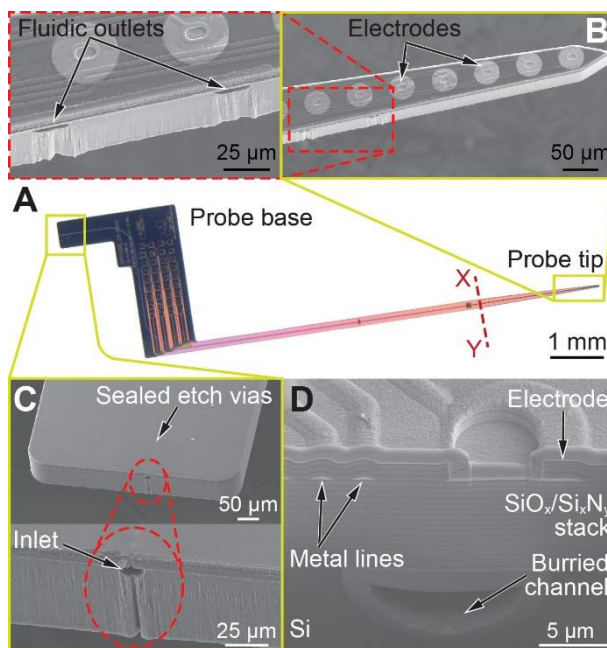 Fluidic outlets
25 µm
Electrodes
B
50 µm
A
Probe base
Probe tip
X
Y
1 mm
C
Sealed etch vias
50 µm
Inlet
25 µm
D
Electrode
SiOx/SixNy
stack
Metal lines
Burried
channel
Si
5 µm